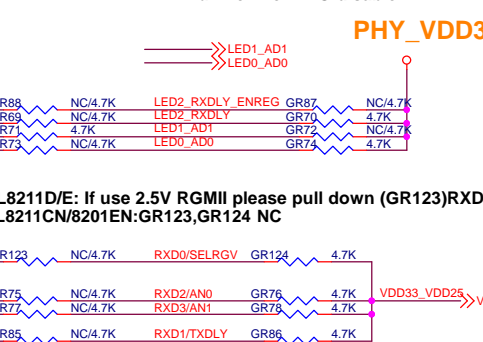 PHY_VDD3
LED1_AD1
LED0_AD0
R88 NC/4.7K LED2_RXDLY_ENREG GR87 NC/4.7K
R69 NC/4.7K LED2_RXDLY GR70 4.7K
R71 4.7K LED1_AD1 GR72 NC/4.7K
R73 NC/4.7K LED0_AD0 GR74 4.7K
L8211D/E: If use 2.5V RGMII please pull down (GR123)RXD
L8211CN/8201EN:GR123,GR124 NC
R123 NC/4.7K RXD0/SELRGV GR124 4.7K
R75 NC/4.7K RXD2/AN0 GR76 4.7K VDD33_VDD25
R77 NC/4.7K RXD3/AN1 GR78 4.7K
R85 NC/4.7K RXD1/TXDLY GR86 4.7K